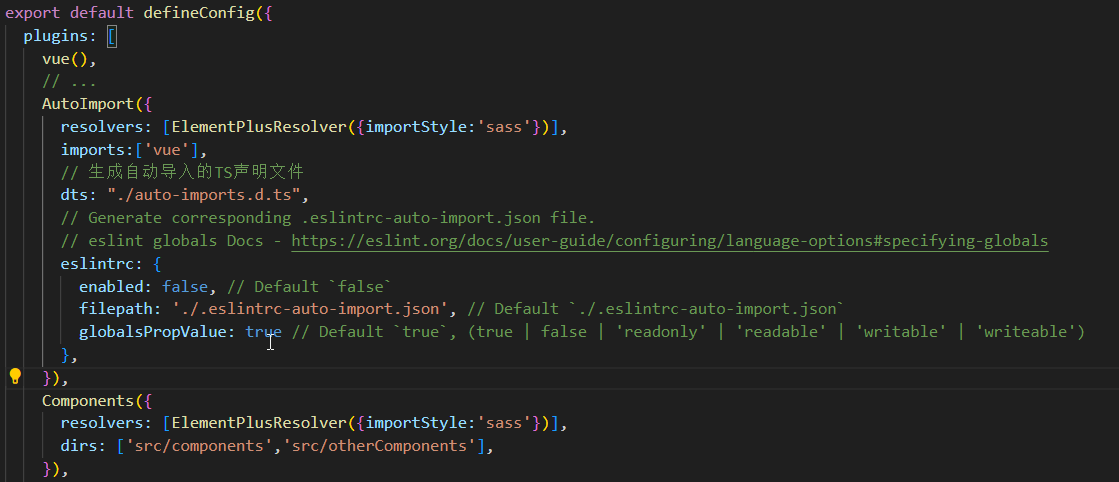 export default defineConfig({
plugins: [
vue(),
// ...
AutoImport({
resolvers: [ElementPlusResolver({importStyle:'sass'})],
imports:['vue'],
// 生成自动导入的TS声明文件
dts: "./auto-imports.d.ts",
// Generate corresponding .eslintrc-auto-import.json file.
// eslint globals Docs - https://eslint.org/docs/user-guide/configuring/language-options#specifying-globals
eslintrc: {
enabled: false, // Default `false`
filepath: './.eslintrc-auto-import.json', // Default `./.eslintrc-auto-import.json`
globalsPropValue: true // Default `true`, (true | false | 'readonly' | 'readable' | 'writable' | 'writeable')
},
}),
Components({
resolvers: [ElementPlusResolver({importStyle:'sass'})],
dirs: ['src/components','src/otherComponents'],
}),